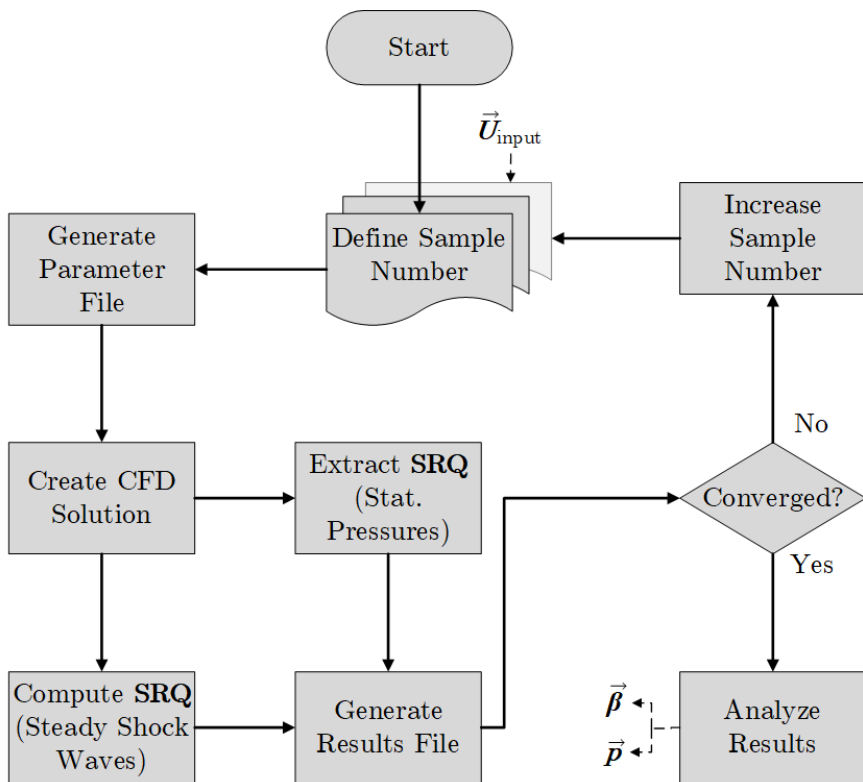 Start
U⃗input
Define Sample
Number
Increase
Sample
Number
Generate
Parameter
File
No
Create CFD
Solution
Extract SRQ
(Stat.
Pressures)
Converged?
Yes
Compute SRQ
(Steady Shock
Waves)
Generate
Results File
β⃗
p⃗
Analyze
Results